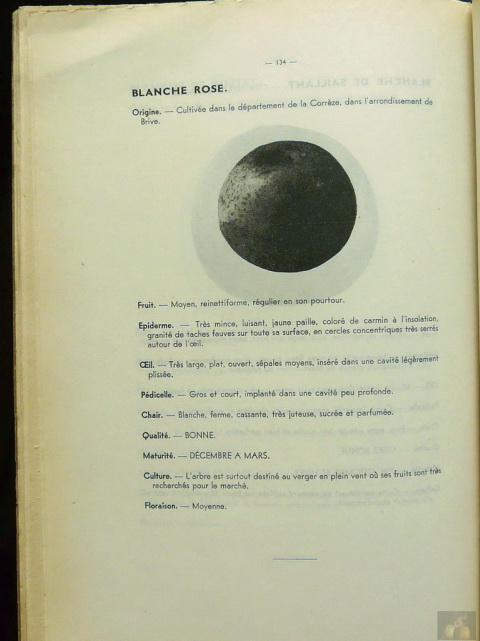 — 134 —
BLANCHE ROSE.
Origine. — Cultivée dans le département de la Corrèze, dans l'arrondissement de
Brive.
Fruit. — Moyen, reinettiforme, régulier en son pourtour.
Epiderme. — Très mince, luisant, jaune paille, coloré de carmin à l'insolation,
granité de taches fauves sur toute sa surface, en cercles concentriques très serrés
autour de l'œil.
Œil. — Très large, plat, ouvert, sépales moyens, inséré dans une cavité légèrement
plissée.
Pédicelle. — Gros et court, implanté dans une cavité peu profonde.
Chair. — Blanche, ferme, cassante, très juteuse, sucrée et parfumée.
Qualité. — BONNE.
Maturité. — DÉCEMBRE A MARS.
Culture. — L'arbre est surtout destiné au verger en plein vent où ses fruits sont très
recherchés pour le marché.
Floraison. — Moyenne.